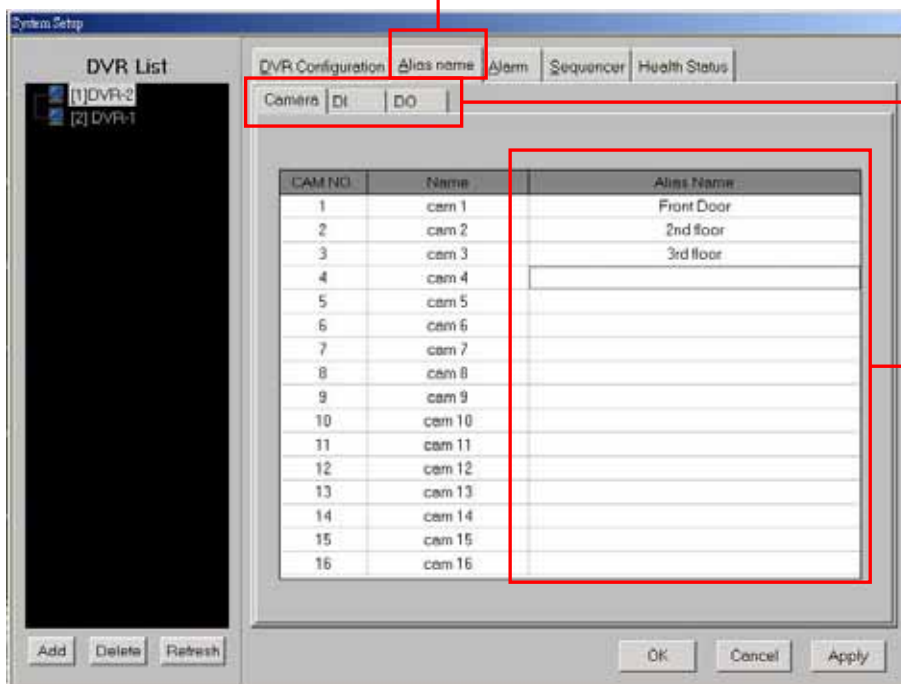 System Setup
DVR List
[1]DVR-2
[2] DVR-1
DVR Configuration Alias name Alarm Sequencer Health Status
Camera DI DO
CAM NO. Name Alias Name
1 cam 1 Front Door
2 cam 2 2nd floor
3 cam 3 3rd floor
4 cam 4
5 cam 5
6 cam 6
7 cam 7
8 cam 8
9 cam 9
10 cam 10
11 cam 11
12 cam 12
13 cam 13
14 cam 14
15 cam 15
16 cam 16
Add Delete Refresh OK Cancel Apply